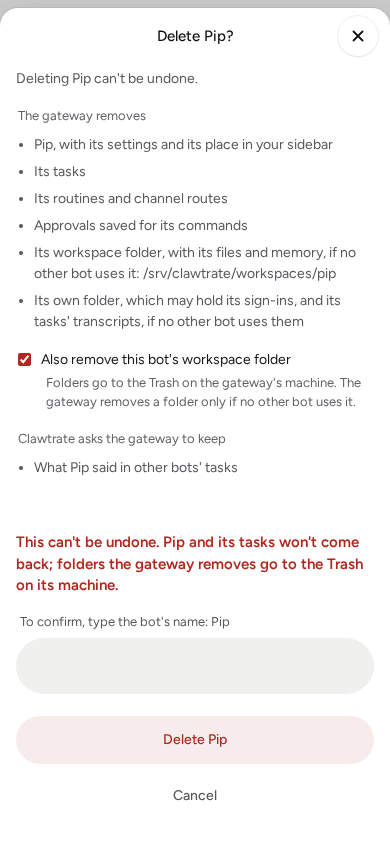 Delete Pip?
Deleting Pip can't be undone.
The gateway removes
• Pip, with its settings and its place in your sidebar
• Its tasks
• Its routines and channel routes
• Approvals saved for its commands
• Its workspace folder, with its files and memory, if no
other bot uses it: /srv/clawtrate/workspaces/pip
• Its own folder, which may hold its sign-ins, and its
tasks' transcripts, if no other bot uses them
Also remove this bot's workspace folder
Folders go to the Trash on the gateway's machine. The
gateway removes a folder only if no other bot uses it.
Clawtrate asks the gateway to keep
• What Pip said in other bots' tasks
This can't be undone. Pip and its tasks won't come
back; folders the gateway removes go to the Trash
on its machine.
To confirm, type the bot's name: Pip
Delete Pip
Cancel